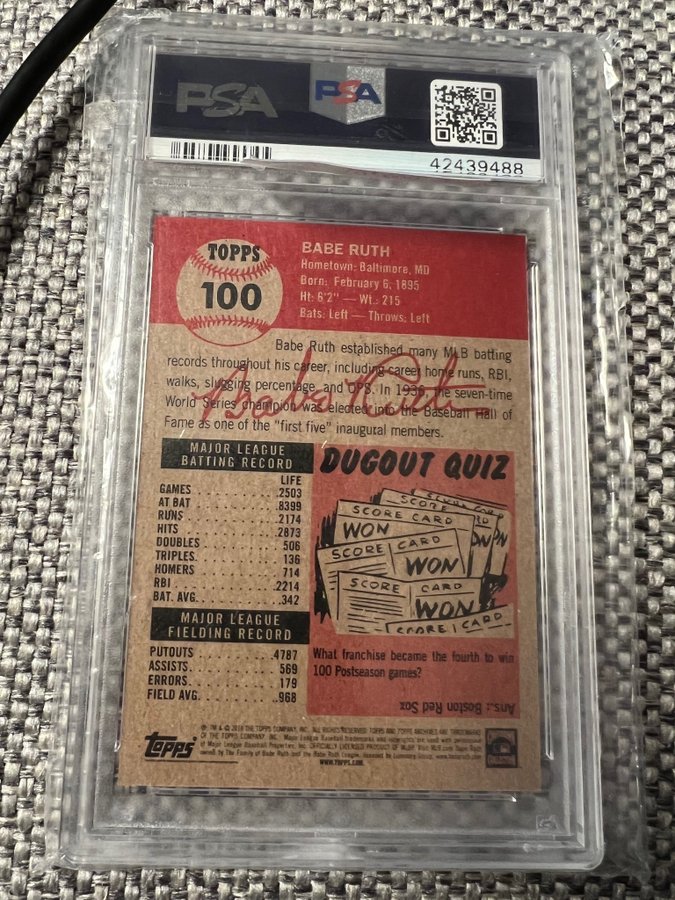 PSA
PSA
42439488
TOPPS
100
BABE RUTH
Hometown: Baltimore, MD
Born: February 6, 1895
Ht: 6'2" — Wt.: 215
Bats: Left — Throws: Left
Babe Ruth established many MLB batting
records throughout his career, including career home runs, RBI,
walks, slugging percentage, and OPS. In 1936, the seven-time
World Series champion was elected into the Baseball Hall of
Fame as one of the "first five" inaugural members.
Babe Ruth
MAJOR LEAGUE
BATTING RECORD
LIFE
GAMES 2503
AT BAT 8399
RUNS 2174
HITS 2873
DOUBLES 506
TRIPLES 136
HOMERS 714
RBI 2214
BAT. AVG. .342
MAJOR LEAGUE
FIELDING RECORD
PUTOUTS 4787
ASSISTS 569
ERRORS 179
FIELD AVG. .968
DUGOUT QUIZ
SCORE CARD
SCORE CARD
WON
SCORE CARD
WON
SCORE CARD
WON
SCORE CARD
What franchise became the fourth to win
100 Postseason games?
Ans.: Boston Red Sox
Topps
WWW.TOPPS.COM